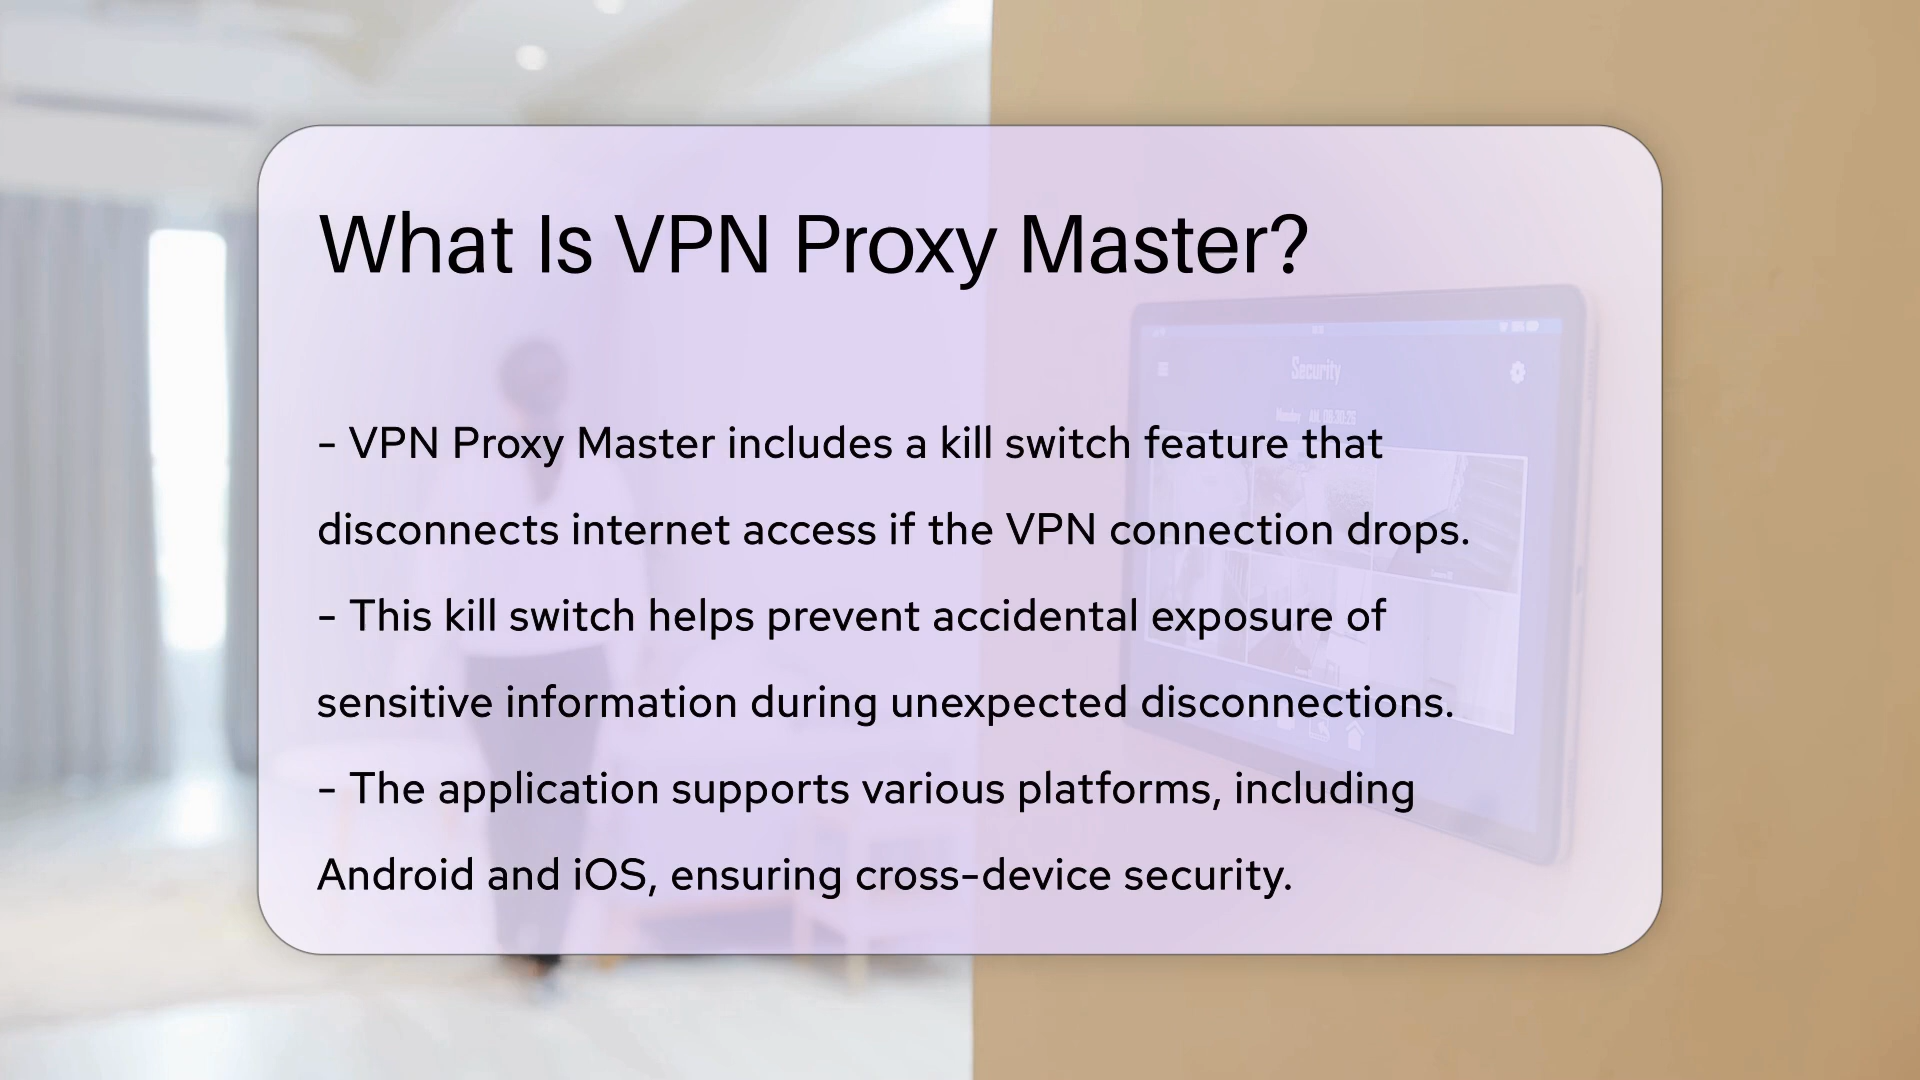 What Is VPN Proxy Master?
Security
- VPN Proxy Master includes a kill switch feature that
disconnects internet access if the VPN connection drops.
- This kill switch helps prevent accidental exposure of
sensitive information during unexpected disconnections.
- The application supports various platforms, including
Android and iOS, ensuring cross-device security.